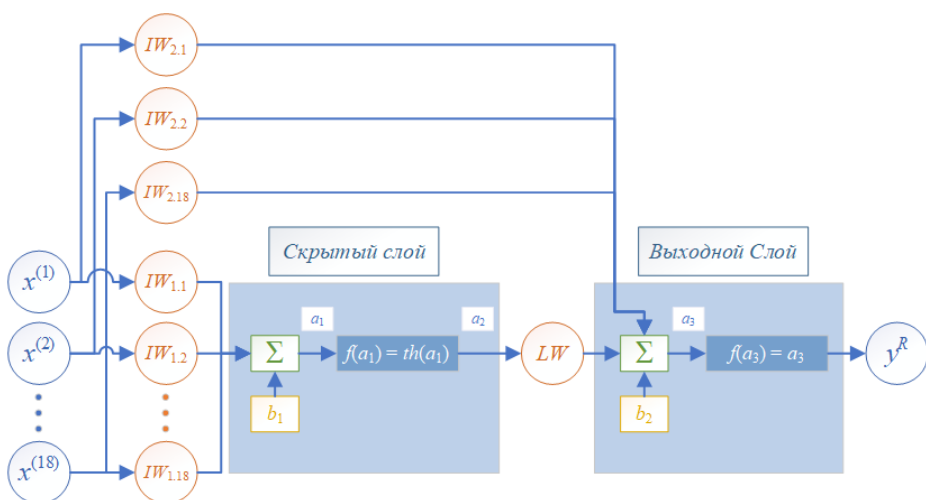 IW2.1
IW2.2
IW2.18
Скрытый слой
Выходной Слой
x(1)
IW1.1
a1
a2
a3
x(2)
IW1.2
Σ
f(a1) = th(a1)
LW
Σ
f(a3) = a3
yR
b1
b2
x(18)
IW1.18